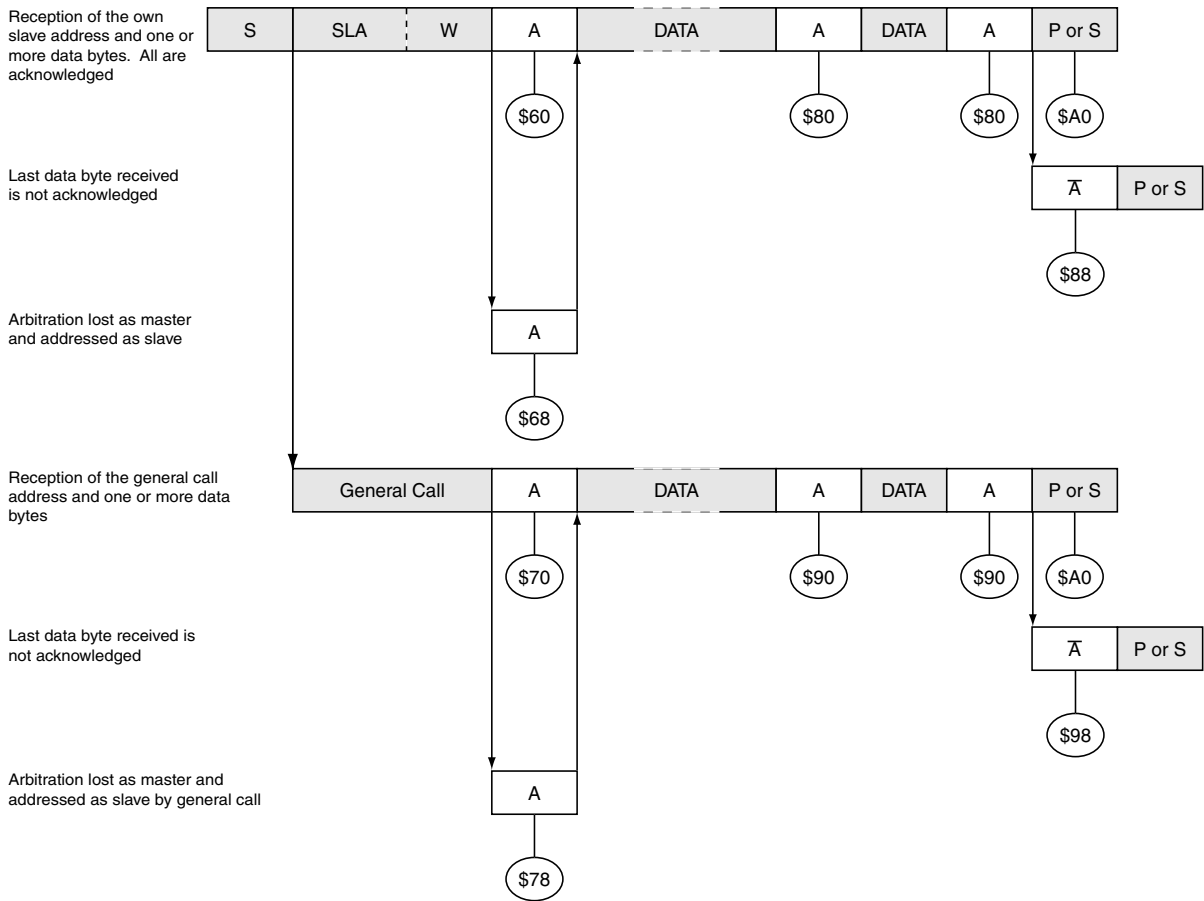 Reception of the own
slave address and one or
more data bytes. All are
acknowledged
S SLA W A DATA A DATA A P or S
$60 $80 $80 $A0
Last data byte received
is not acknowledged
A̅ P or S
$88
Arbitration lost as master
and addressed as slave
A
$68
Reception of the general call
address and one or more data
bytes
General Call A DATA A DATA A P or S
$70 $90 $90 $A0
Last data byte received is
not acknowledged
A̅ P or S
$98
Arbitration lost as master and
addressed as slave by general call
A
$78